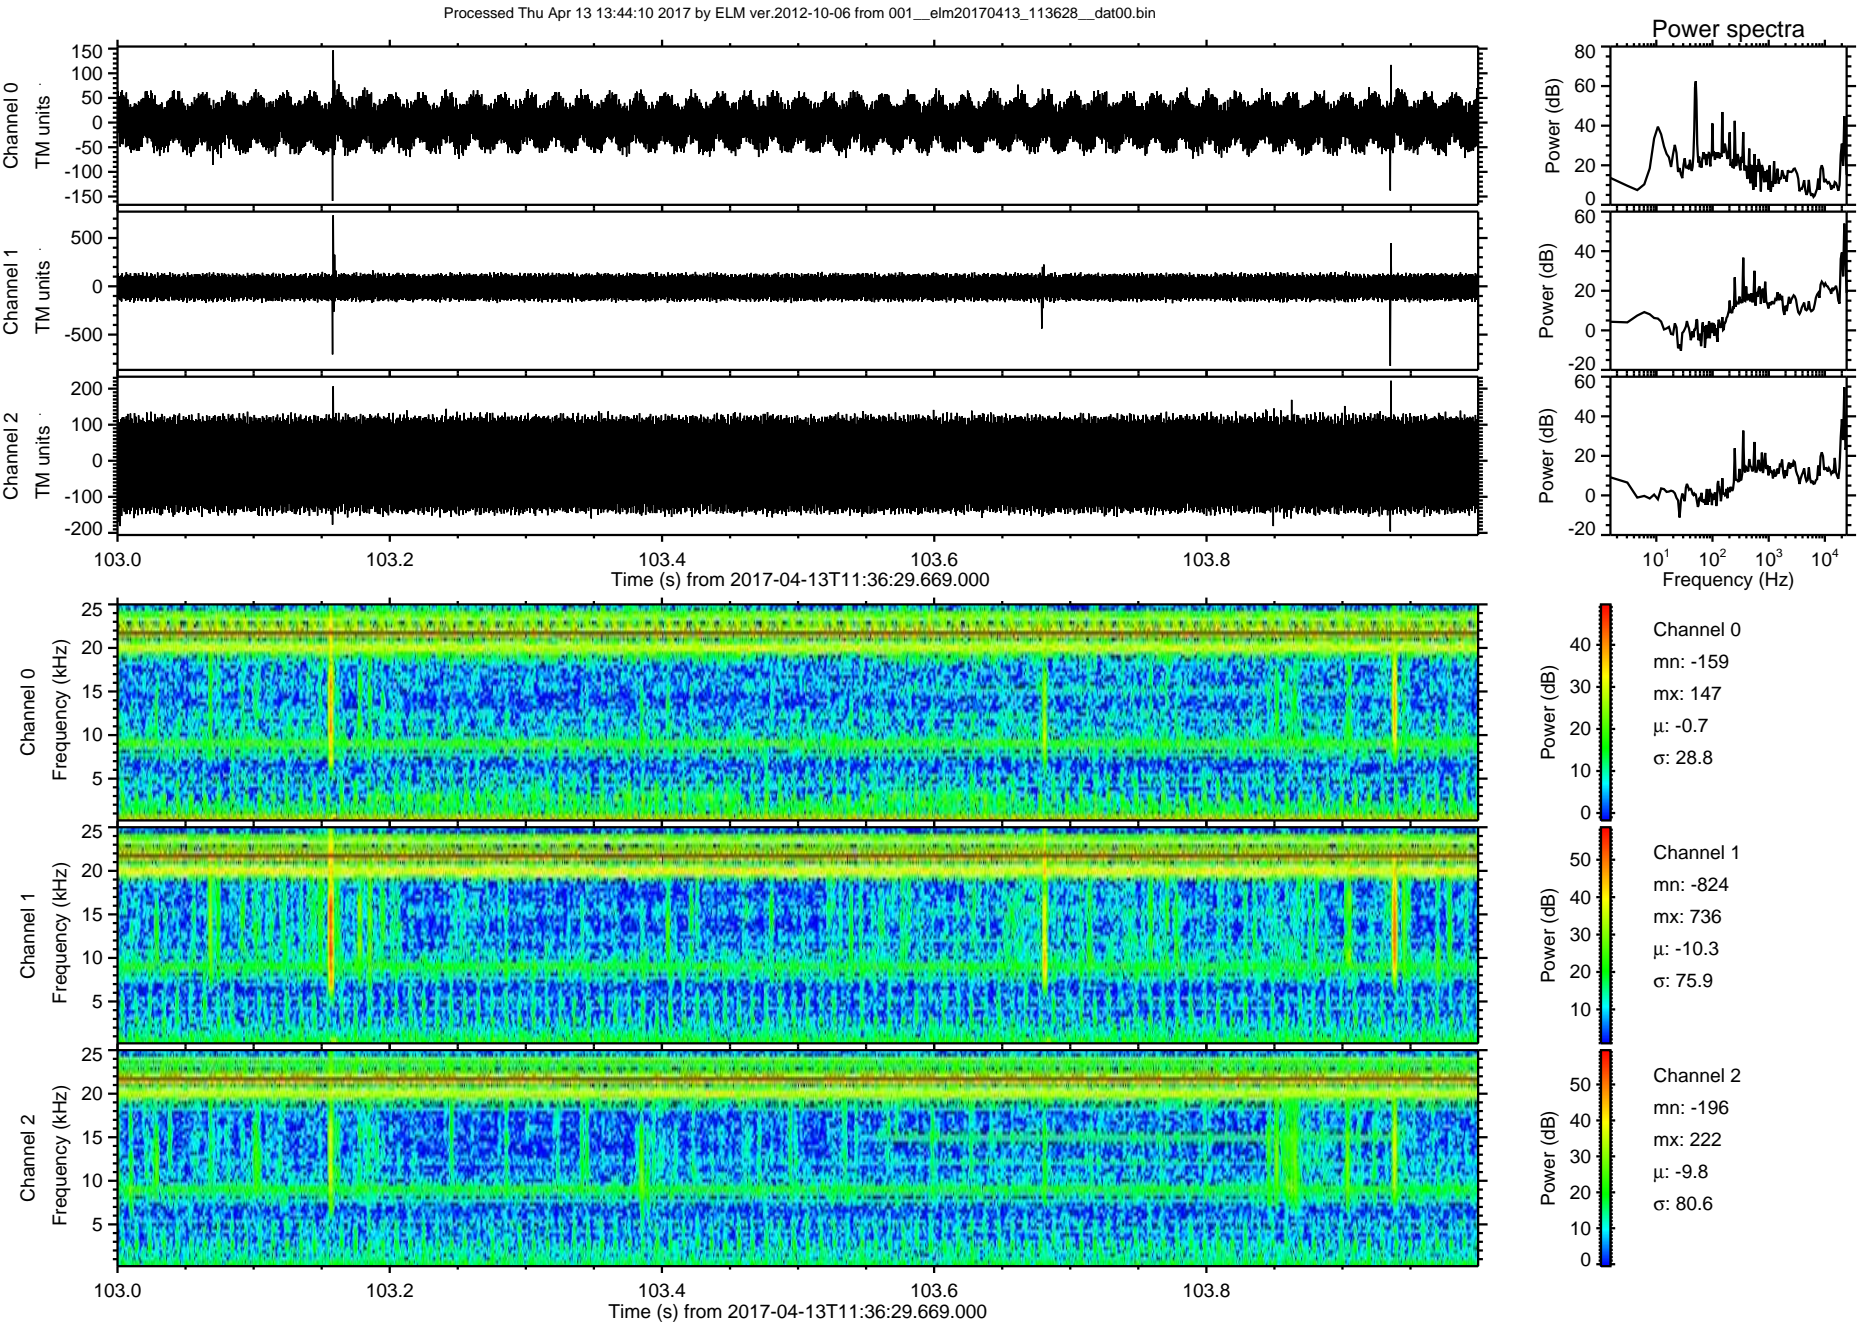 Processed Thu Apr 13 13:44:10 2017 by ELM ver.2012-10-06 from 001__elm20170413_113628__dat00.bin
Power spectra
Channel 0
TM units
150
100
50
0
-50
-100
-150
Power (dB)
80
60
40
20
0
Channel 1
TM units
500
0
-500
Power (dB)
60
40
20
0
-20
Channel 2
TM units
200
100
0
-100
-200
Power (dB)
60
40
20
0
-20
103.0 103.2 103.4 103.6 103.8
Time (s) from 2017-04-13T11:36:29.669.000
10¹ 10² 10³ 10⁴
Frequency (Hz)
Channel 0
Frequency (kHz)
25
20
15
10
5
Power (dB)
40
30
20
10
0
Channel 0
mn: -159
mx: 147
μ: -0.7
σ: 28.8
Channel 1
Frequency (kHz)
25
20
15
10
5
Power (dB)
50
40
30
20
10
Channel 1
mn: -824
mx: 736
μ: -10.3
σ: 75.9
Channel 2
Frequency (kHz)
25
20
15
10
5
Power (dB)
50
40
30
20
10
0
Channel 2
mn: -196
mx: 222
μ: -9.8
σ: 80.6
103.0 103.2 103.4 103.6 103.8
Time (s) from 2017-04-13T11:36:29.669.000